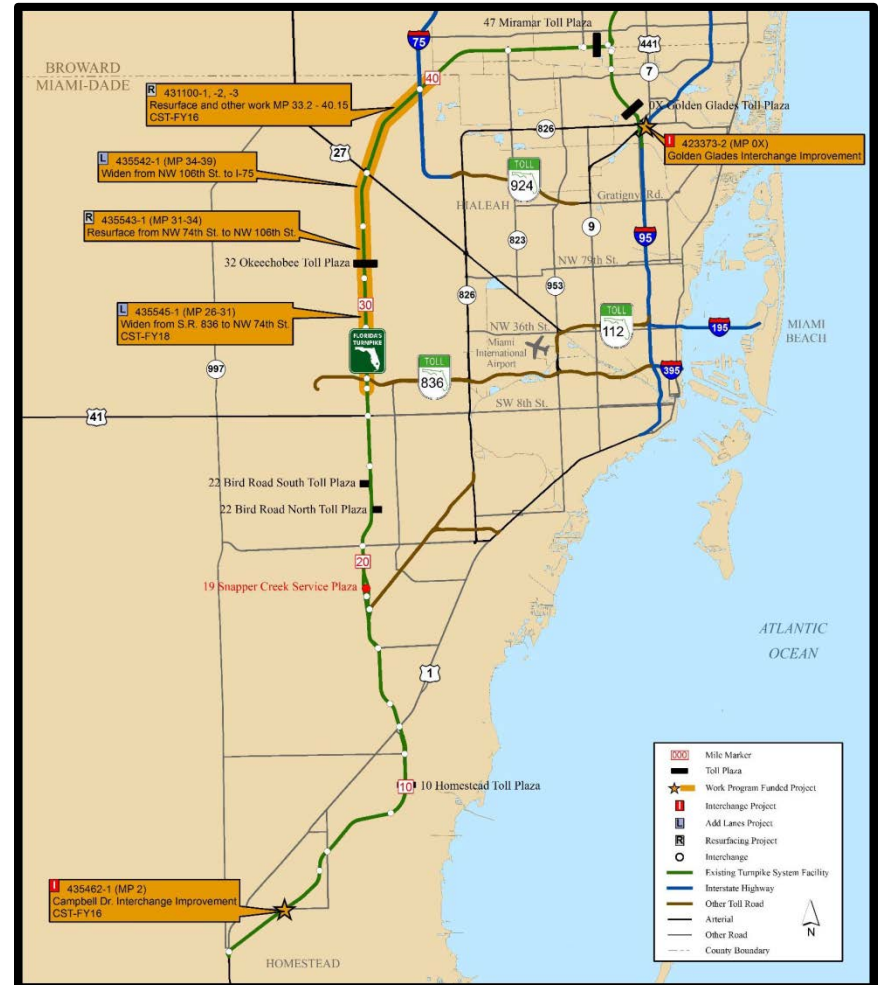 47 Miramar Toll Plaza
75
441
7
BROWARD
MIAMI-DADE
40
R 431100-1, -2, -3
Resurface and other work MP 33.2 - 40.15
CST-FY16
0X Golden Glades Toll Plaza
826
27
I 423373-2 (MP 0X)
Golden Glades Interchange Improvement
L 435542-1 (MP 34-39)
Widen from NW 106th St. to I-75
TOLL
924
Gratigny Rd.
HIALEAH
R 435543-1 (MP 31-34)
Resurface from NW 74th St. to NW 106th St.
823
9
95
32 Okeechobee Toll Plaza
NW 79th St.
826
953
30
L 435545-1 (MP 26-31)
Widen from S.R. 836 to NW 74th St.
CST-FY18
NW 36th St.
TOLL
112
195
MIAMI
BEACH
FLORIDA'S
TURNPIKE
Miami
International
Airport
997
TOLL
836
395
41
SW 8th St.
22 Bird Road South Toll Plaza
22 Bird Road North Toll Plaza
20
19 Snapper Creek Service Plaza
ATLANTIC
OCEAN
1
10
10 Homestead Toll Plaza
I 435462-1 (MP 2)
Campbell Dr. Interchange Improvement
CST-FY16
HOMESTEAD
000 Mile Marker
Toll Plaza
Work Program Funded Project
I Interchange Project
L Add Lanes Project
R Resurfacing Project
Interchange
Existing Turnpike System Facility
Interstate Highway
Other Toll Road
Arterial
Other Road
County Boundary
N